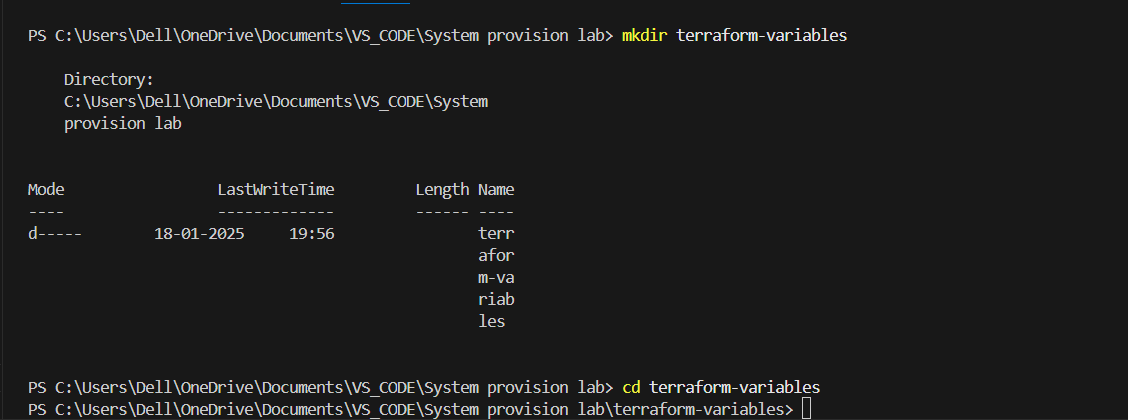 PS C:\Users\Dell\OneDrive\Documents\VS_CODE\System provision lab> mkdir terraform-variables
Directory:
C:\Users\Dell\OneDrive\Documents\VS_CODE\System
provision lab
Mode LastWriteTime Length Name
---- ------------- ------ ----
d----- 18-01-2025 19:56 terr
afor
m-va
riab
les
PS C:\Users\Dell\OneDrive\Documents\VS_CODE\System provision lab> cd terraform-variables
PS C:\Users\Dell\OneDrive\Documents\VS_CODE\System provision lab\terraform-variables>